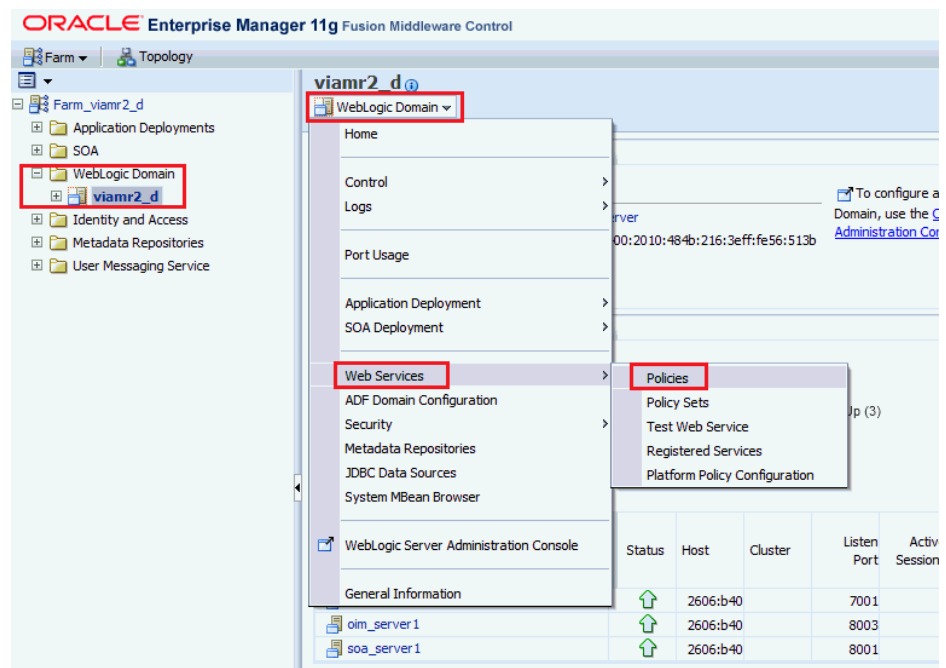 ORACLE Enterprise Manager 11g Fusion Middleware Control
Farm Topology
Farm_viamr2_d
Application Deployments
SOA
WebLogic Domain
viamr2_d
Identity and Access
Metadata Repositories
User Messaging Service
viamr2_d
WebLogic Domain
Home
Control
Logs
Port Usage
Application Deployment
SOA Deployment
Web Services
ADF Domain Configuration
Security
Metadata Repositories
JDBC Data Sources
System MBean Browser
WebLogic Server Administration Console
General Information
Policies
Policy Sets
Test Web Service
Registered Services
Platform Policy Configuration
To configure a
Domain, use the
Administration Con
rver
00:2010:484b:216:3eff:fe56:513b
Up (3)
Status Host Cluster Listen Port Activ Session
2606:b40 7001
oim_server1 2606:b40 8003
soa_server1 2606:b40 8001